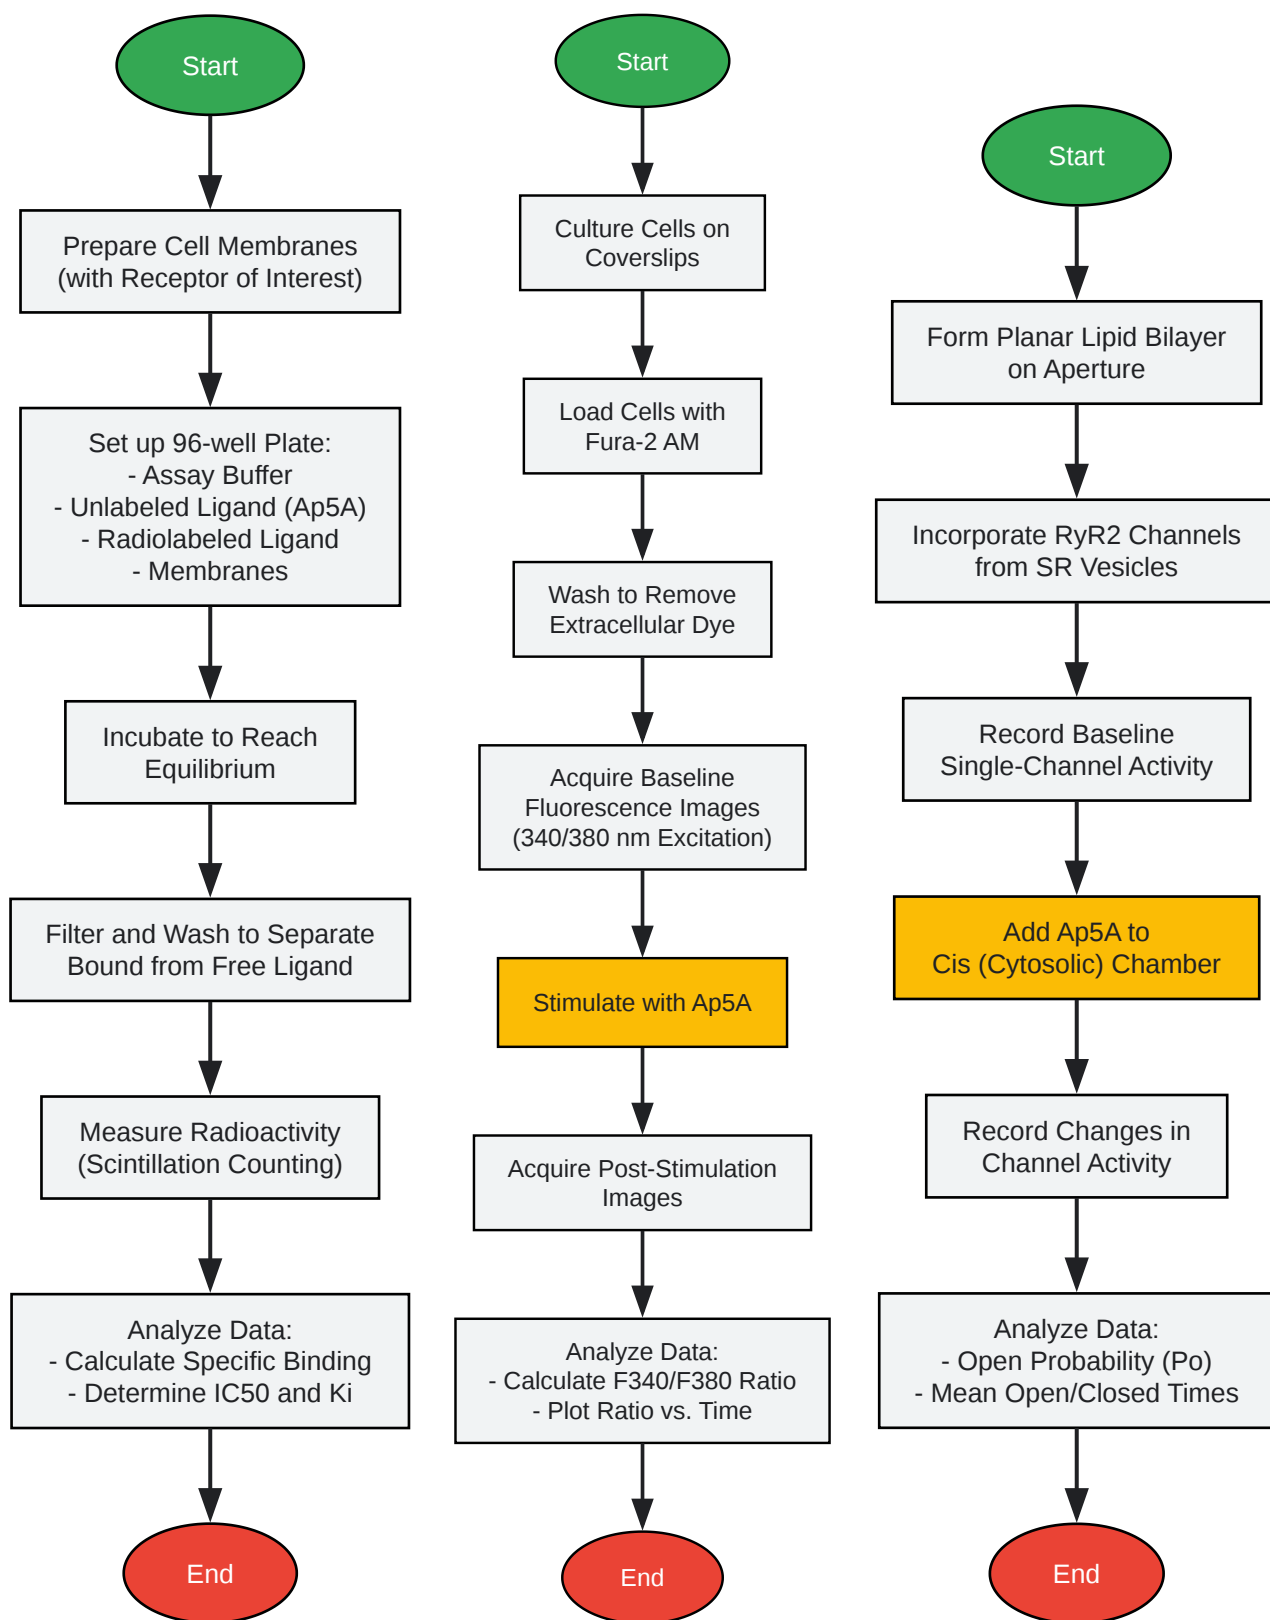 Start
Prepare Cell Membranes
(with Receptor of Interest)
Set up 96-well Plate:
- Assay Buffer
- Unlabeled Ligand (Ap5A)
- Radiolabeled Ligand
- Membranes
Incubate to Reach
Equilibrium
Filter and Wash to Separate
Bound from Free Ligand
Measure Radioactivity
(Scintillation Counting)
Analyze Data:
- Calculate Specific Binding
- Determine IC50 and Ki
End
Start
Culture Cells on
Coverslips
Load Cells with
Fura-2 AM
Wash to Remove
Extracellular Dye
Acquire Baseline
Fluorescence Images
(340/380 nm Excitation)
Stimulate with Ap5A
Acquire Post-Stimulation
Images
Analyze Data:
- Calculate F340/F380 Ratio
- Plot Ratio vs. Time
End
Start
Form Planar Lipid Bilayer
on Aperture
Incorporate RyR2 Channels
from SR Vesicles
Record Baseline
Single-Channel Activity
Add Ap5A to
Cis (Cytosolic) Chamber
Record Changes in
Channel Activity
Analyze Data:
- Open Probability (Po)
- Mean Open/Closed Times
End